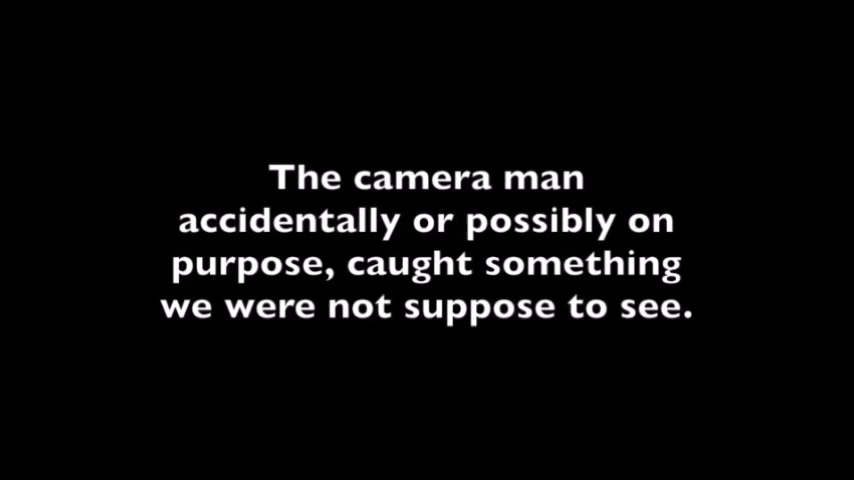 The camera man
accidentally or possibly on
purpose, caught something
we were not suppose to see.